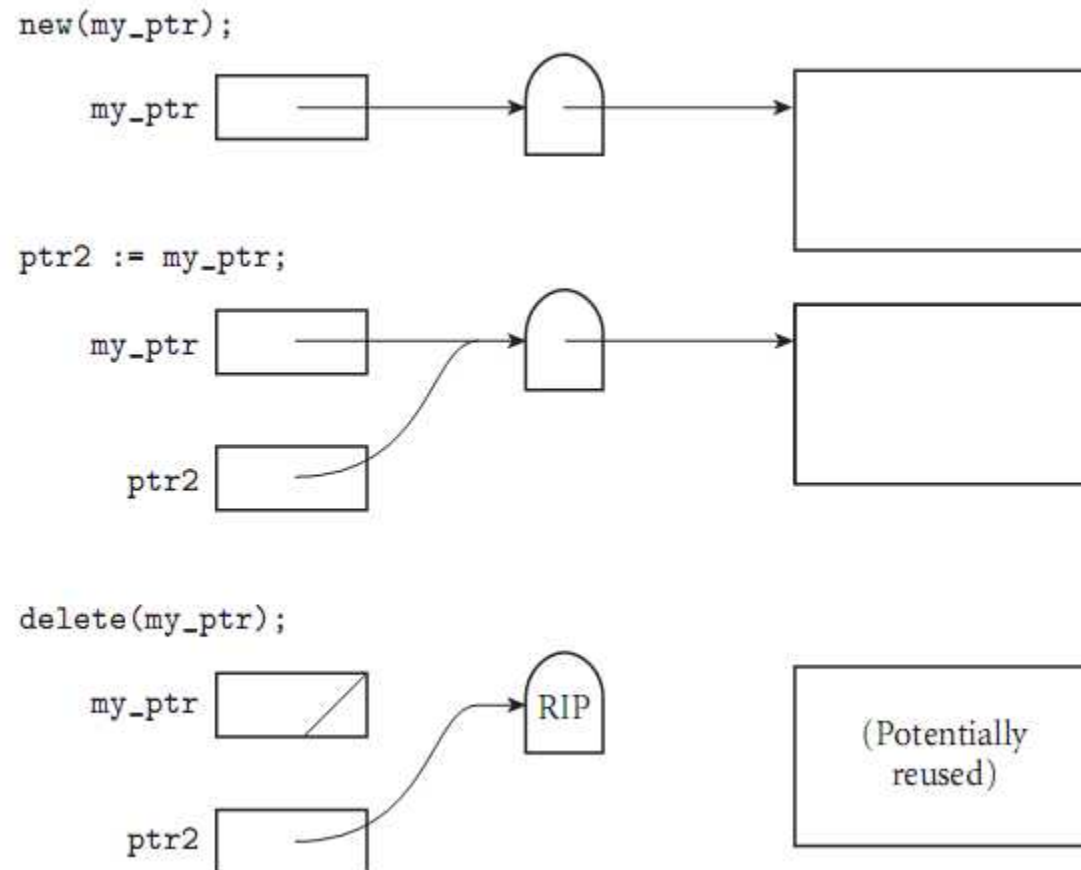 new(my_ptr);
my_ptr
ptr2 := my_ptr;
my_ptr
ptr2
delete(my_ptr);
my_ptr
RIP
(Potentially
reused)
ptr2